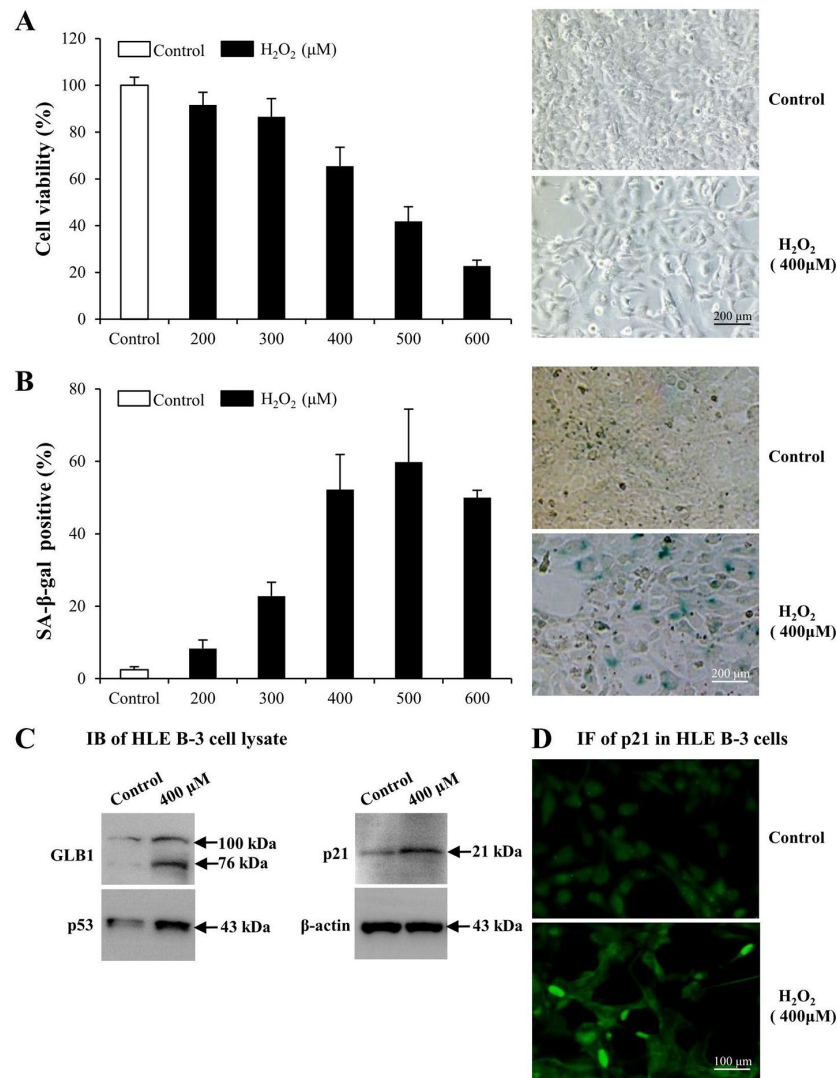 A
Control
H₂O₂ (μM)
Cell viability (%)
120
100
80
60
40
20
0
Control
200
300
400
500
600
Control
H₂O₂
( 400μM)
200 μm
B
Control
H₂O₂ (μM)
SA-β-gal positive (%)
80
60
40
20
0
Control
200
300
400
500
600
Control
H₂O₂
( 400μM)
200 μm
C
IB of HLE B-3 cell lysate
Control
400 μM
GLB1
100 kDa
76 kDa
p53
43 kDa
Control
400 μM
p21
21 kDa
β-actin
43 kDa
D
IF of p21 in HLE B-3 cells
Control
H₂O₂
( 400μM)
100 μm